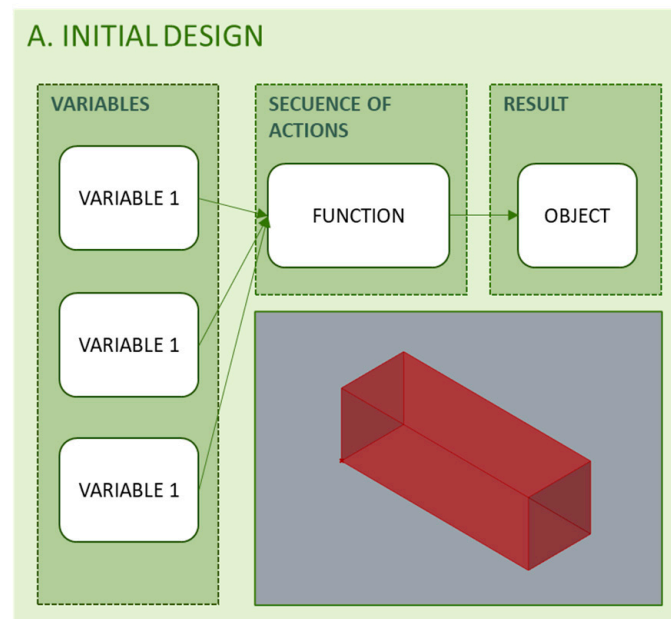 A. INITIAL DESIGN
VARIABLES
VARIABLE 1
VARIABLE 1
VARIABLE 1
SECUENCE OF
ACTIONS
FUNCTION
RESULT
OBJECT